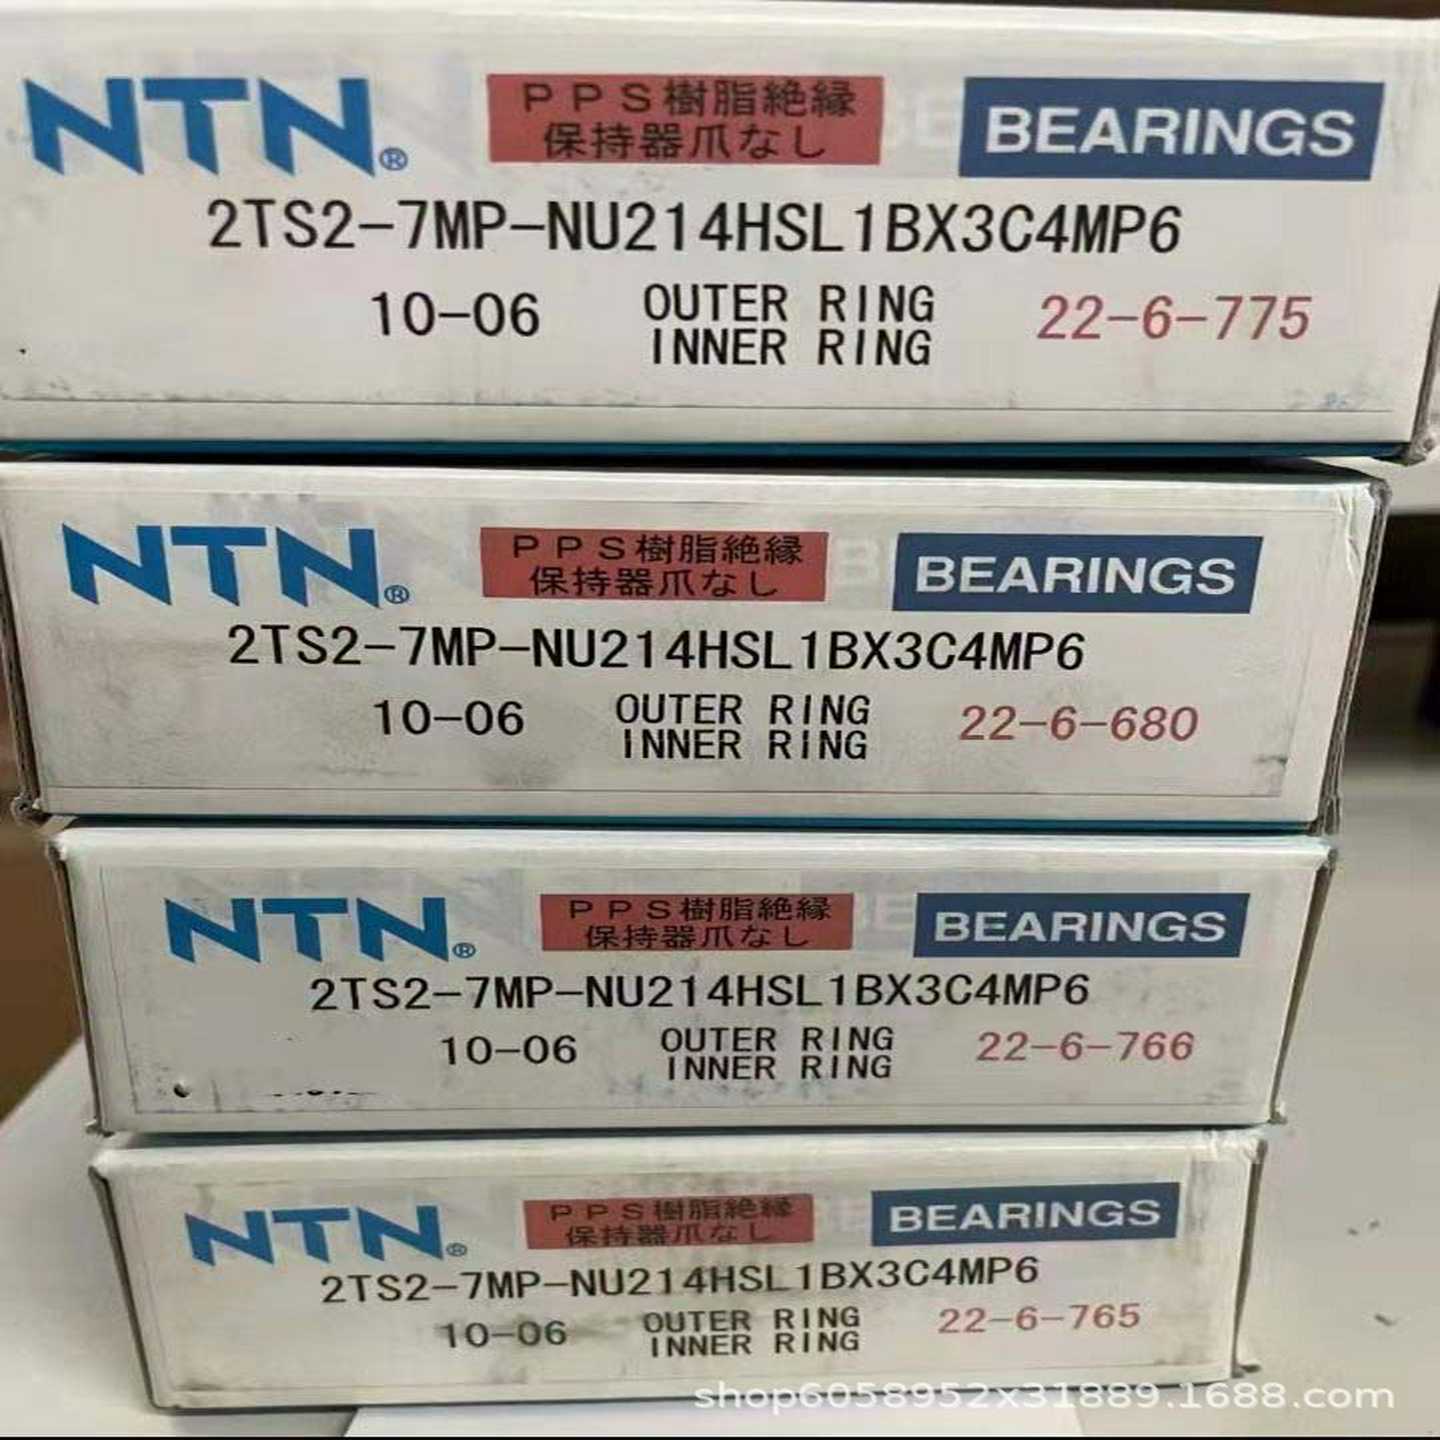 NTN® PPS樹脂絶縁 BEARINGS
保持器爪なし
2TS2-7MP-NU214HSL1BX3C4MP6
10-06 OUTER RING 22-6-775
INNER RING
NTN® PPS樹脂絶縁 BEARINGS
保持器爪なし
2TS2-7MP-NU214HSL1BX3C4MP6
10-06 OUTER RING 22-6-680
INNER RING
NTN® PPS樹脂絶縁 BEARINGS
保持器爪なし
2TS2-7MP-NU214HSL1BX3C4MP6
10-06 OUTER RING 22-6-766
INNER RING
NTN® PPS樹脂絶縁 BEARINGS
保持器爪なし
2TS2-7MP-NU214HSL1BX3C4MP6
10-06 OUTER RING 22-6-765
INNER RING
shop6058952x31889.1688.com